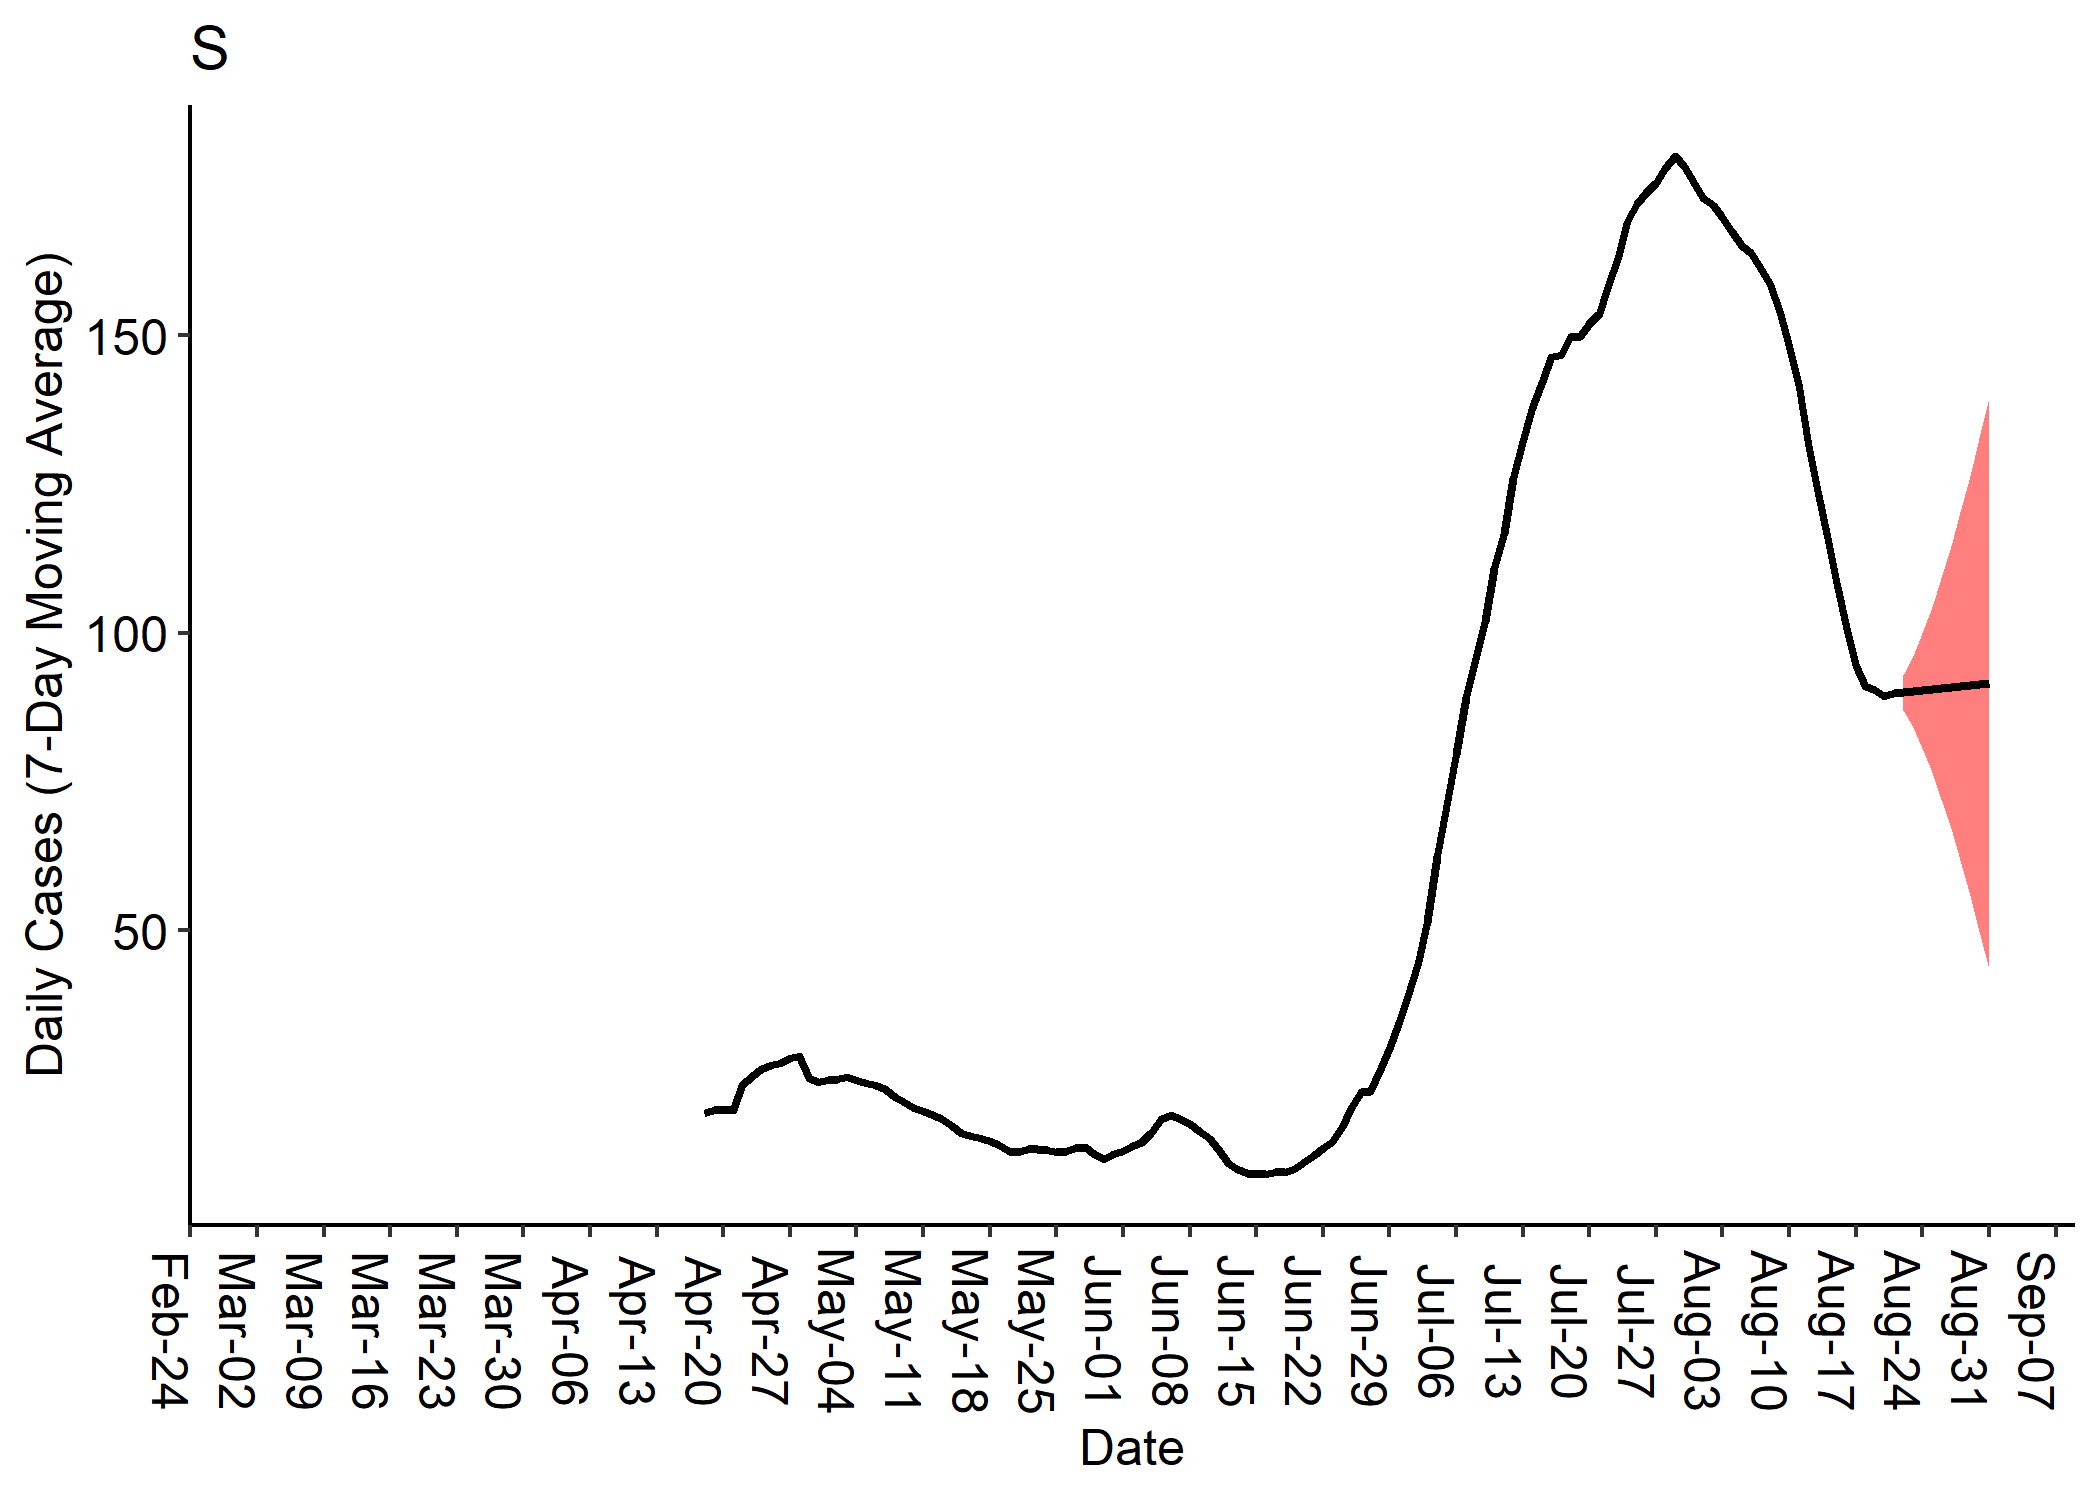 S
Daily Cases (7-Day Moving Average)
150
100
50
Feb-24
Mar-02
Mar-09
Mar-16
Mar-23
Mar-30
Apr-06
Apr-13
Apr-20
Apr-27
May-04
May-11
May-18
May-25
Jun-01
Jun-08
Jun-15
Jun-22
Jun-29
Jul-06
Jul-13
Jul-20
Jul-27
Aug-03
Aug-10
Aug-17
Aug-24
Aug-31
Sep-07
Date